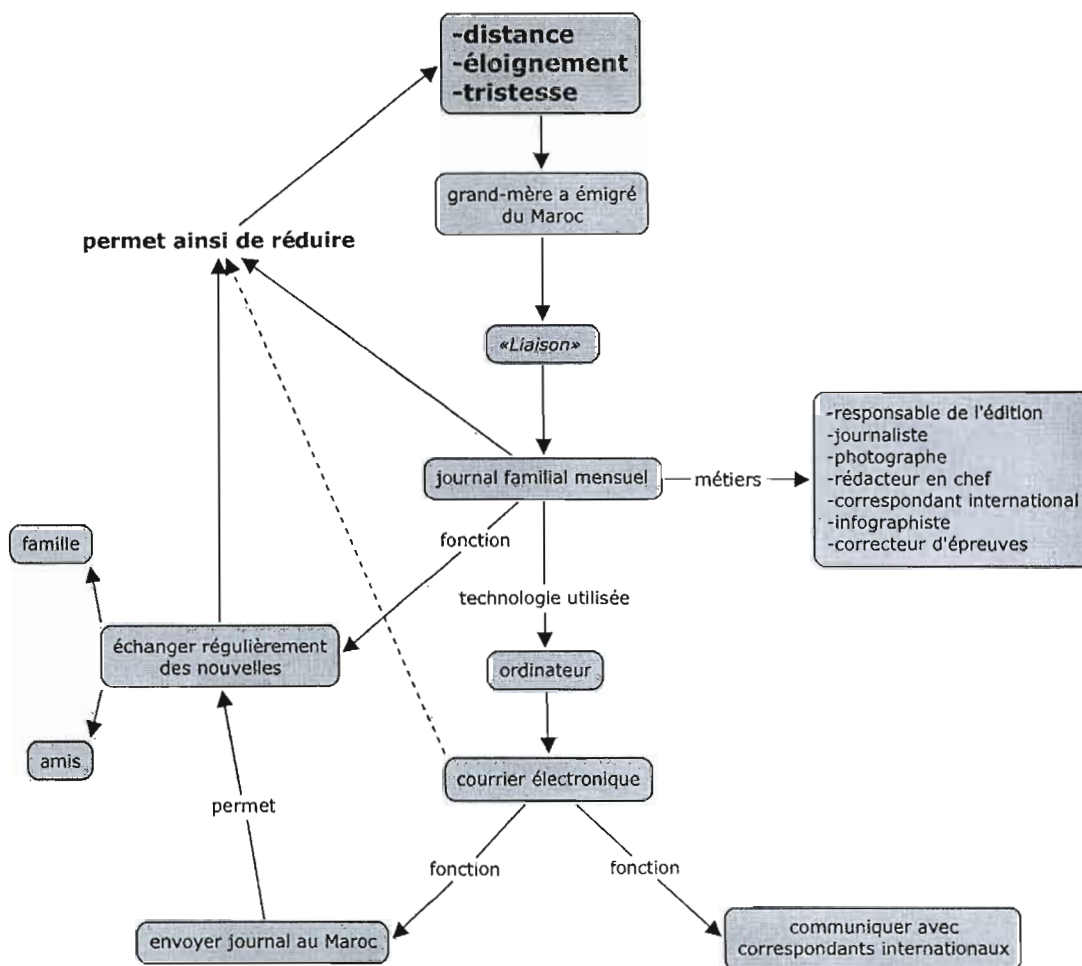 -distance
-éloignement
-tristesse
grand-mère a émigré
du Maroc
permet ainsi de réduire
«Liaison»
journal familial mensuel
métiers
-responsable de l'édition
-journaliste
-photographe
-rédacteur en chef
-correspondant international
-infographiste
-correcteur d'épreuves
fonction
famille
technologie utilisée
échanger régulièrement
des nouvelles
ordinateur
amis
courrier électronique
permet
fonction
fonction
envoyer journal au Maroc
communiquer avec
correspondants internationaux